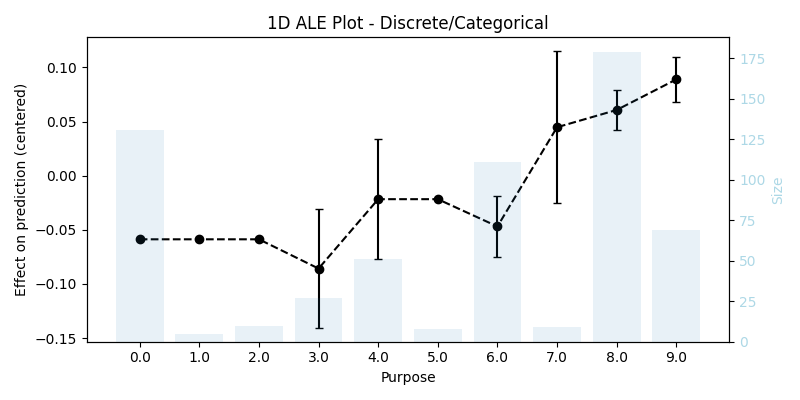 1D ALE Plot - Discrete/Categorical
Effect on prediction (centered)
0.10
0.05
0.00
−0.05
−0.10
−0.15
175
150
125
100
75
50
25
0
Size
0.0 1.0 2.0 3.0 4.0 5.0 6.0 7.0 8.0 9.0
Purpose